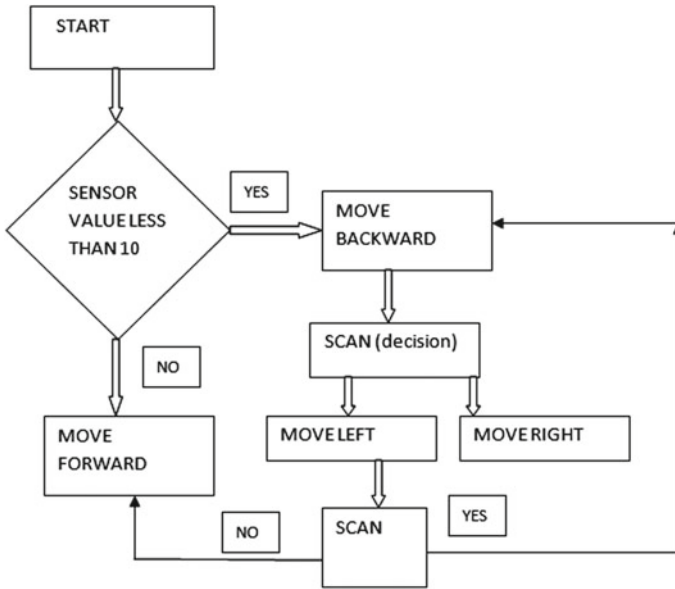 START
SENSOR
VALUE LESS
THAN 10
YES
MOVE
BACKWARD
SCAN (decision)
NO
MOVE
FORWARD
MOVE LEFT
MOVE RIGHT
NO
SCAN
YES